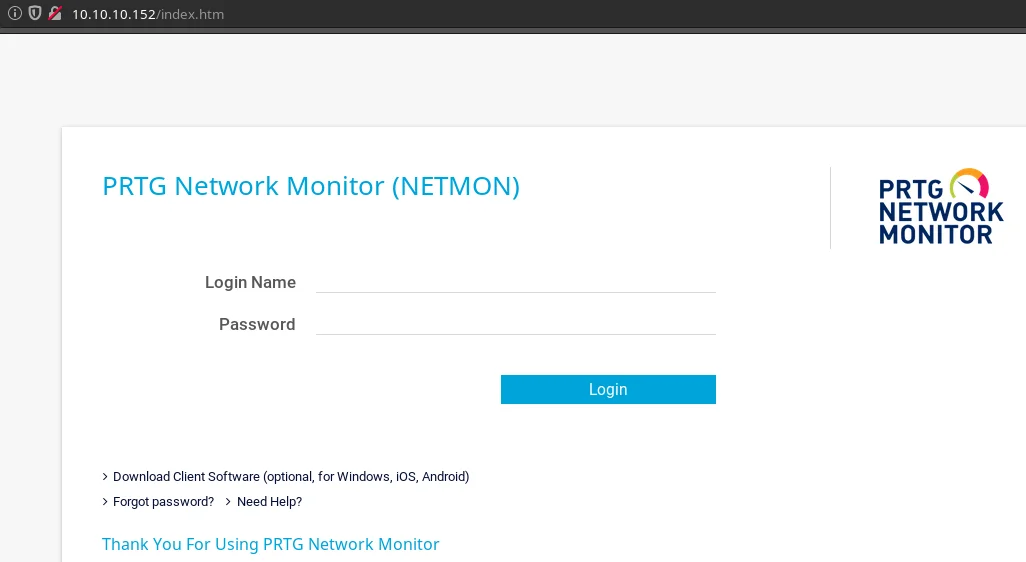 10.10.10.152/index.htm
PRTG Network Monitor (NETMON)
PRTG
NETWORK
MONITOR
Login Name
Password
Login
Download Client Software (optional, for Windows, iOS, Android)
Forgot password? Need Help?
Thank You For Using PRTG Network Monitor